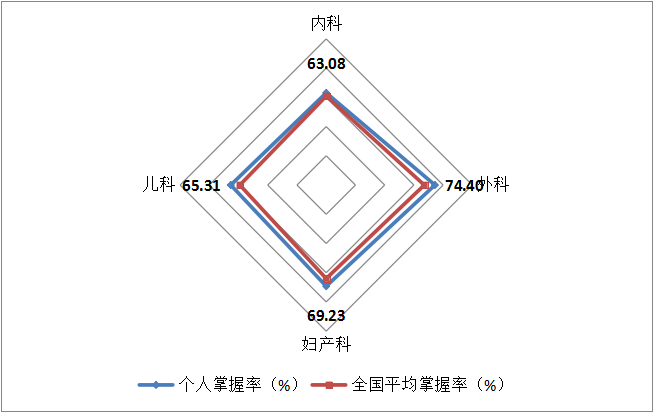 内科
63.08
儿科
65.31
74.40
外科
69.23
妇产科
个人掌握率（%）
全国平均掌握率（%）